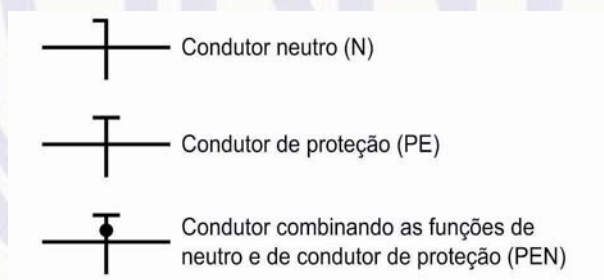 Condutor neutro (N)
Condutor de proteção (PE)
Condutor combinando as funções de
neutro e de condutor de proteção (PEN)